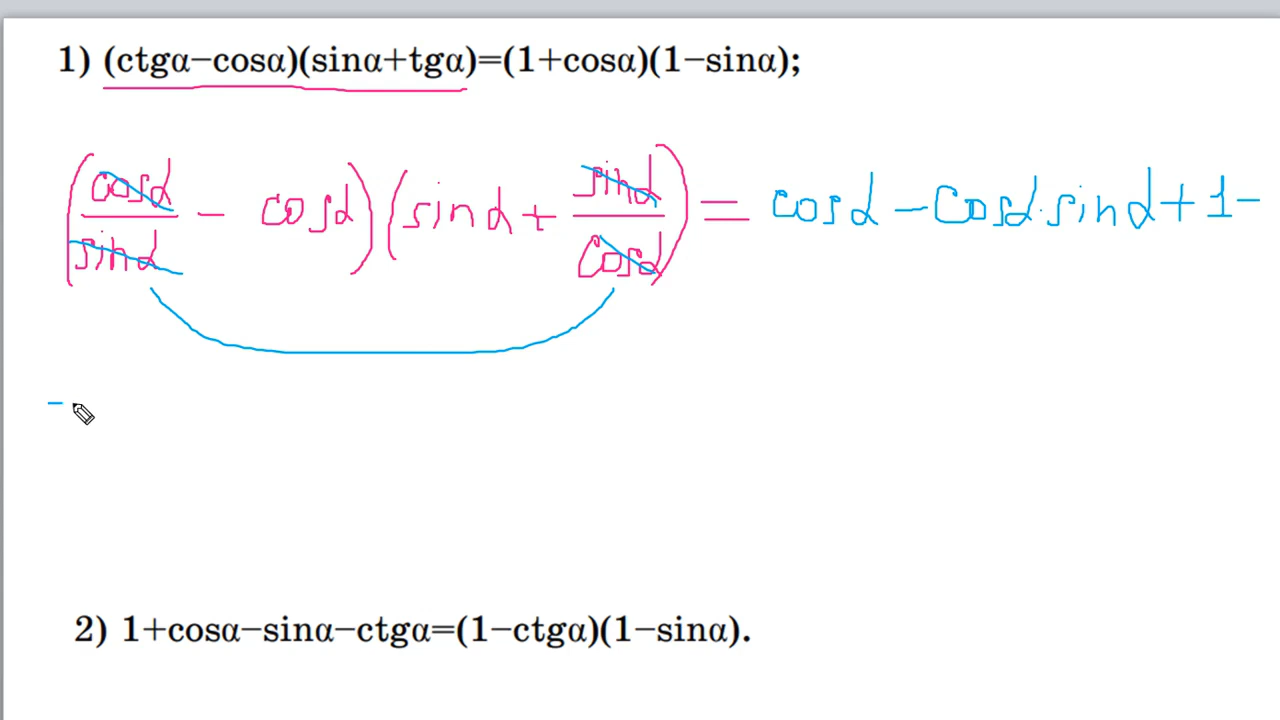 1) (ctgα−cosα)(sinα+tgα)=(1+cosα)(1−sinα);
(cosα/sinα − cosα)(sinα + sinα/cosα) = cosα − cosα·sinα + 1 −
−
2) 1+cosα−sinα−ctgα=(1−ctgα)(1−sinα).